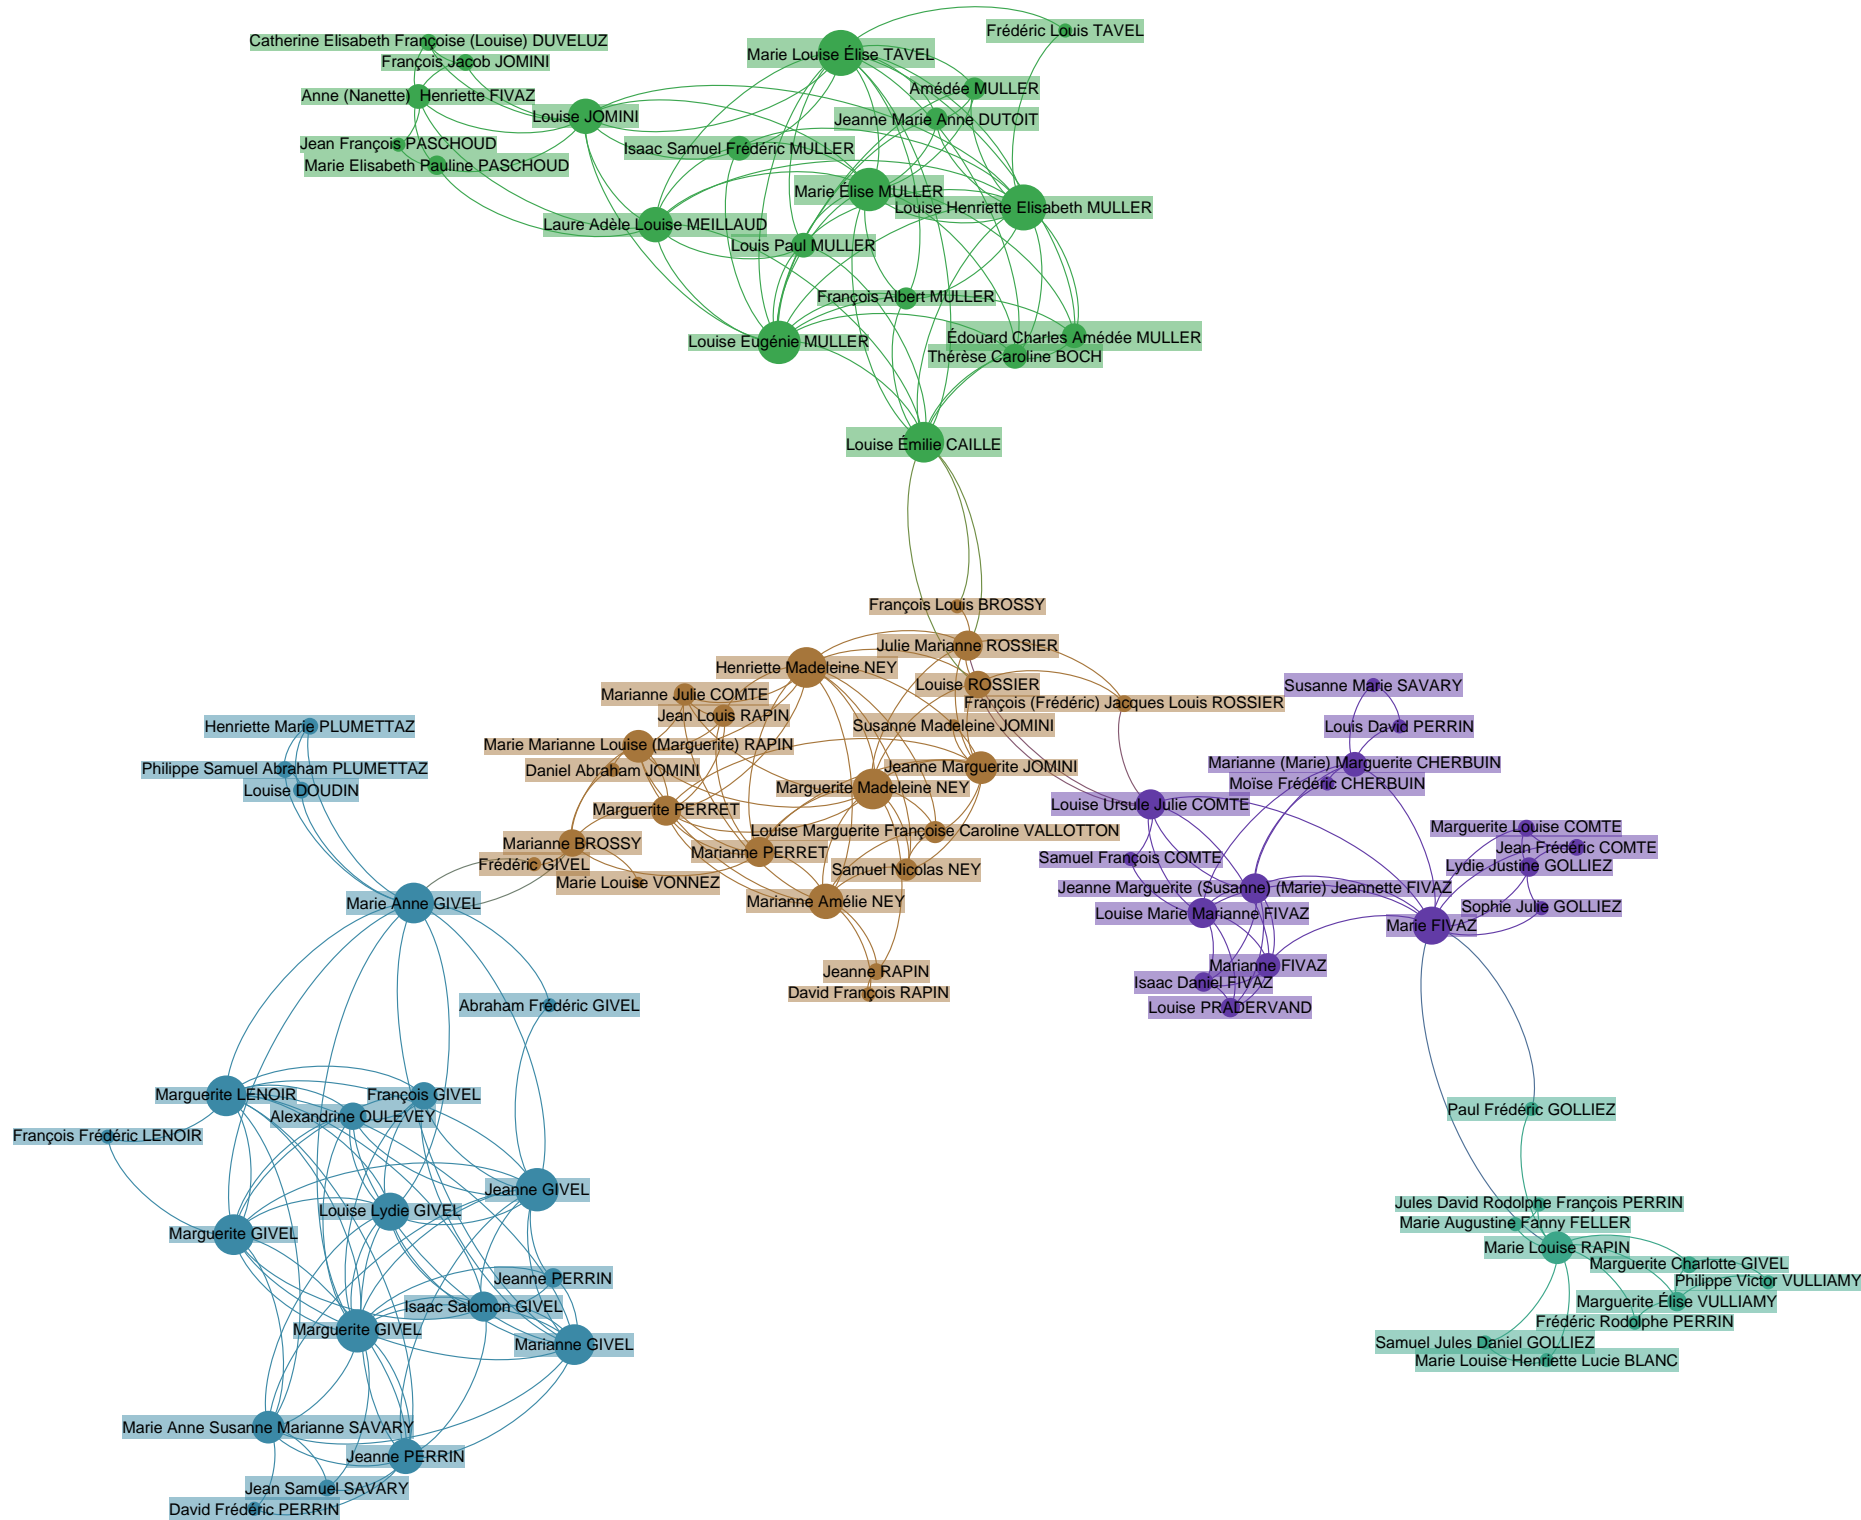 Frédéric Louis TAVEL
Catherine Elisabeth Françoise (Louise) DUVELUZ
Marie Louise Élise TAVEL
François Jacob JOMINI
Amédée MULLER
Anne (Nanette)  Henriette FIVAZ
Louise JOMINI
Jeanne Marie Anne DUTOIT
Jean François PASCHOUD
Isaac Samuel Frédéric MULLER
Marie Elisabeth Pauline PASCHOUD
Marie Élise MULLER
Louise Henriette Elisabeth MULLER
Laure Adèle Louise MEILLAUD
Louis Paul MULLER
François Albert MULLER
Louise Eugénie MULLER
Édouard Charles Amédée MULLER
Thérèse Caroline BOCH
Louise Émilie CAILLE
François Louis BROSSY
Julie Marianne ROSSIER
Henriette Madeleine NEY
Louise ROSSIER
Marianne Julie COMTE
François (Frédéric) Jacques Louis ROSSIER
Jean Louis RAPIN
Susanne Madeleine JOMINI
Marie Marianne Louise (Marguerite) RAPIN
Daniel Abraham JOMINI
Jeanne Marguerite JOMINI
Marguerite Madeleine NEY
Marguerite PERRET
Louise Marguerite Françoise Caroline VALLOTTON
Marianne BROSSY
Marianne PERRET
Frédéric GIVEL
Samuel Nicolas NEY
Marie Louise VONNEZ
Marianne Amélie NEY
Jeanne RAPIN
David François RAPIN
Susanne Marie SAVARY
Louis David PERRIN
Marianne (Marie) Marguerite CHERBUIN
Moïse Frédéric CHERBUIN
Louise Ursule Julie COMTE
Marguerite Louise COMTE
Jean Frédéric COMTE
Samuel François COMTE
Lydie Justine GOLLIEZ
Jeanne Marguerite (Susanne) (Marie) Jeannette FIVAZ
Sophie Julie GOLLIEZ
Louise Marie Marianne FIVAZ
Marie FIVAZ
Marianne FIVAZ
Isaac Daniel FIVAZ
Louise PRADERVAND
Henriette Marie PLUMETTAZ
Philippe Samuel Abraham PLUMETTAZ
Louise DOUDIN
Marie Anne GIVEL
Abraham Frédéric GIVEL
Marguerite LENOIR
François GIVEL
Alexandrine OULEVEY
François Frédéric LENOIR
Jeanne GIVEL
Louise Lydie GIVEL
Marguerite GIVEL
Jeanne PERRIN
Isaac Salomon GIVEL
Marguerite GIVEL
Marianne GIVEL
Marie Anne Susanne Marianne SAVARY
Jeanne PERRIN
Jean Samuel SAVARY
David Frédéric PERRIN
Paul Frédéric GOLLIEZ
Jules David Rodolphe François PERRIN
Marie Augustine Fanny FELLER
Marie Louise RAPIN
Marguerite Charlotte GIVEL
Philippe Victor VULLIAMY
Marguerite Élise VULLIAMY
Frédéric Rodolphe PERRIN
Samuel Jules Daniel GOLLIEZ
Marie Louise Henriette Lucie BLANC